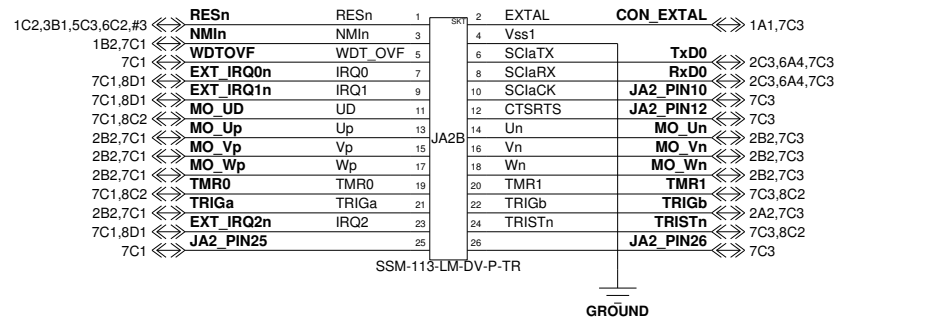 RESn RESn 1 SKT 2 EXTAL CON_EXTAL
1C2,3B1,5C3,6C2,#3 1A1,7C3
NMIn NMIn 3 4 Vss1
1B2,7C1
WDTOVF WDT_OVF 5 6 SCIaTX TxD0
7C1 2C3,6A4,7C3
EXT_IRQ0n IRQ0 7 8 SCIaRX RxD0
7C1,8D1 2C3,6A4,7C3
EXT_IRQ1n IRQ1 9 10 SCIaCK JA2_PIN10
7C1,8D1 7C3
MO_UD UD 11 12 CTSRTS JA2_PIN12
7C1,8C2 7C3
MO_Up Up 13 JA2B 14 Un MO_Un
2B2,7C1 2B2,7C3
MO_Vp Vp 15 16 Vn MO_Vn
2B2,7C1 2B2,7C3
MO_Wp Wp 17 18 Wn MO_Wn
2B2,7C1 2B2,7C3
TMR0 TMR0 19 20 TMR1 TMR1
7C1,8C2 7C3,8C2
TRIGa TRIGa 21 22 TRIGb TRIGb
2B2,7C1 2A2,7C3
EXT_IRQ2n IRQ2 23 24 TRISTn TRISTn
7C1,8D1 7C3,8C2
JA2_PIN25 25 26 JA2_PIN26
7C1 7C3
SSM-113-LM-DV-P-TR
GROUND